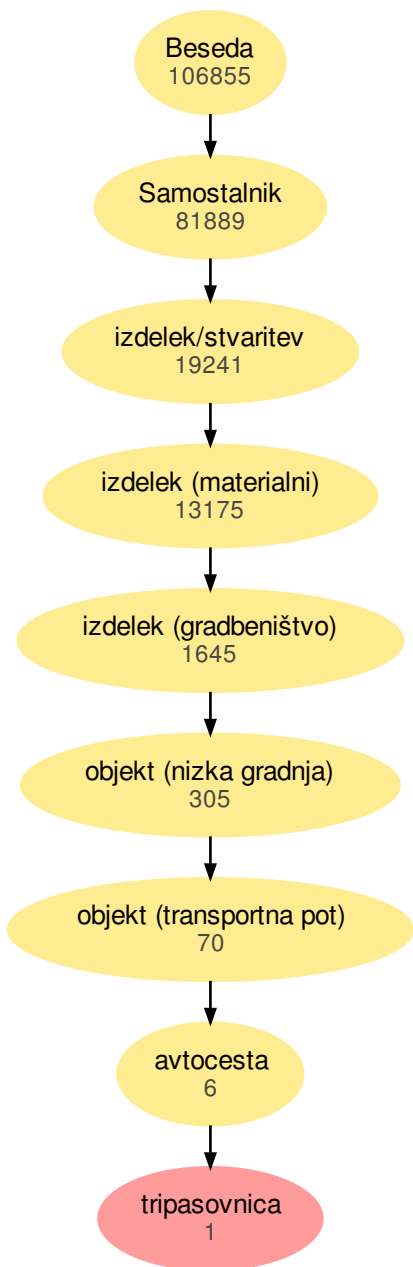 Beseda
106855
Samostalnik
81889
izdelek/stvaritev
19241
izdelek (materialni)
13175
izdelek (gradbeništvo)
1645
objekt (nizka gradnja)
305
objekt (transportna pot)
70
avtocesta
6
tripasovnica
1